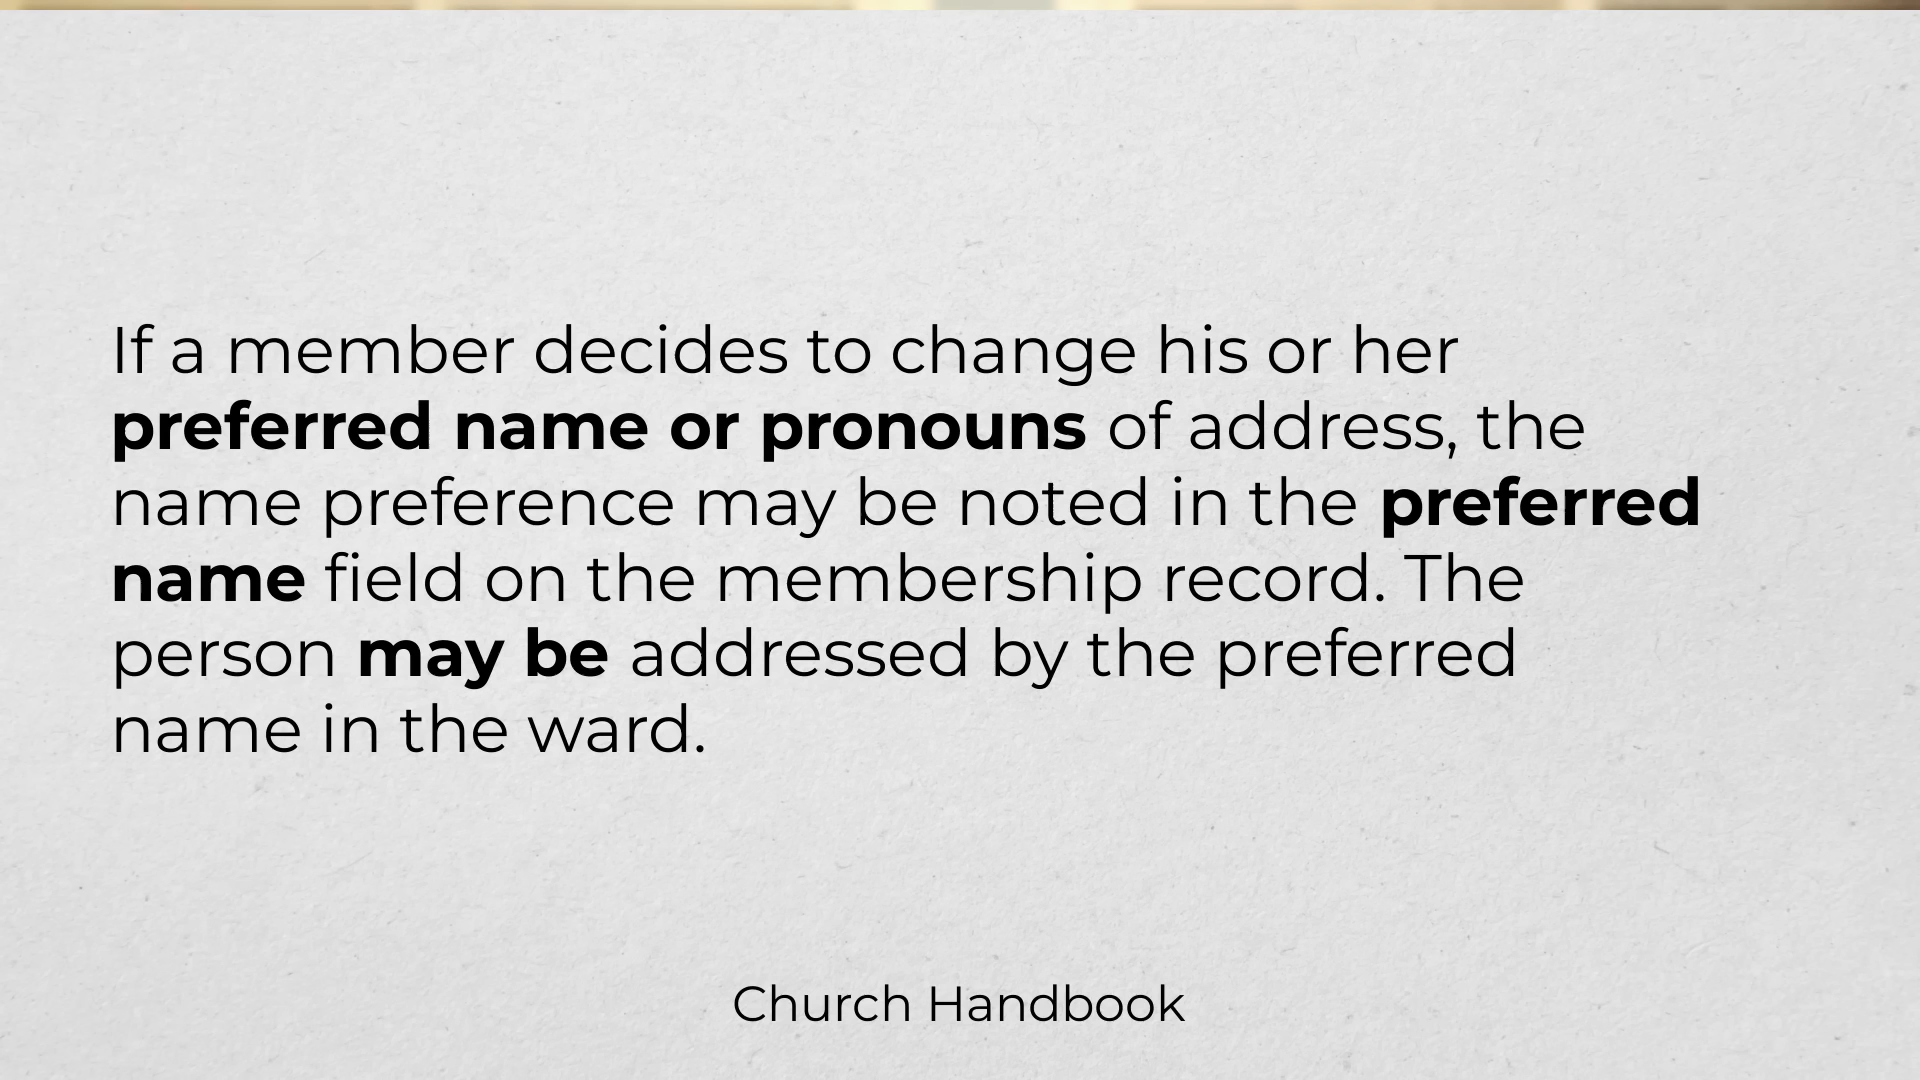 If a member decides to change his or her
preferred name or pronouns of address, the
name preference may be noted in the preferred
name field on the membership record. The
person may be addressed by the preferred
name in the ward.
Church Handbook